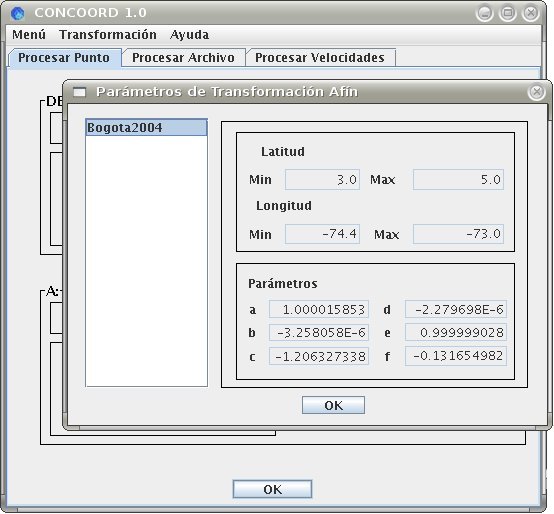 CONCOORD 1.0
Menú Transformación Ayuda
Procesar Punto Procesar Archivo Procesar Velocidades
DE
Parámetros de Transformación Afín
Bogota2004
Latitud
Min 3.0 Max 5.0
Longitud
Min -74.4 Max -73.0
Parámetros
a 1.000015853 d -2.279698E-6
b -3.258058E-6 e 0.999999028
c -1.206327338 f -0.131654982
OK
A:
OK